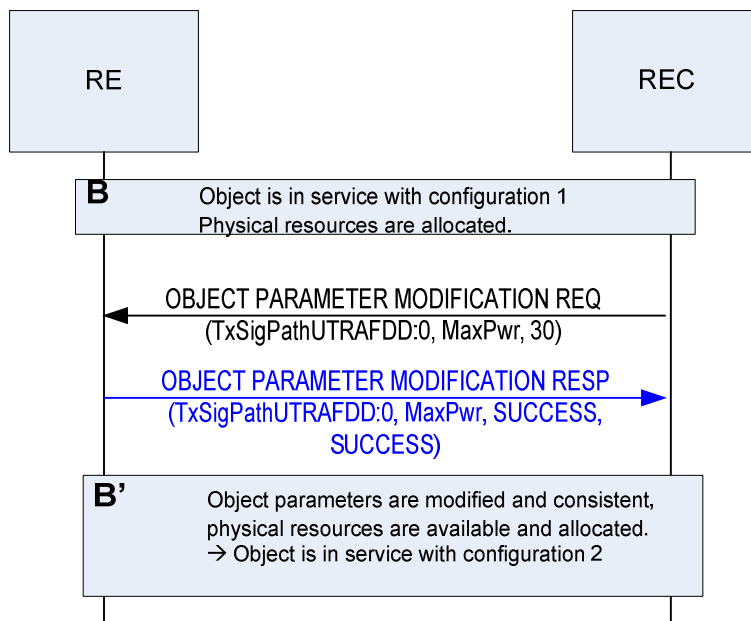 RE
REC
B
Object is in service with configuration 1
Physical resources are allocated.
OBJECT PARAMETER MODIFICATION REQ
(TxSigPathUTRAFDD:0, MaxPwr, 30)
OBJECT PARAMETER MODIFICATION RESP
(TxSigPathUTRAFDD:0, MaxPwr, SUCCESS,
SUCCESS)
B’
Object parameters are modified and consistent,
physical resources are available and allocated.
→ Object is in service with configuration 2